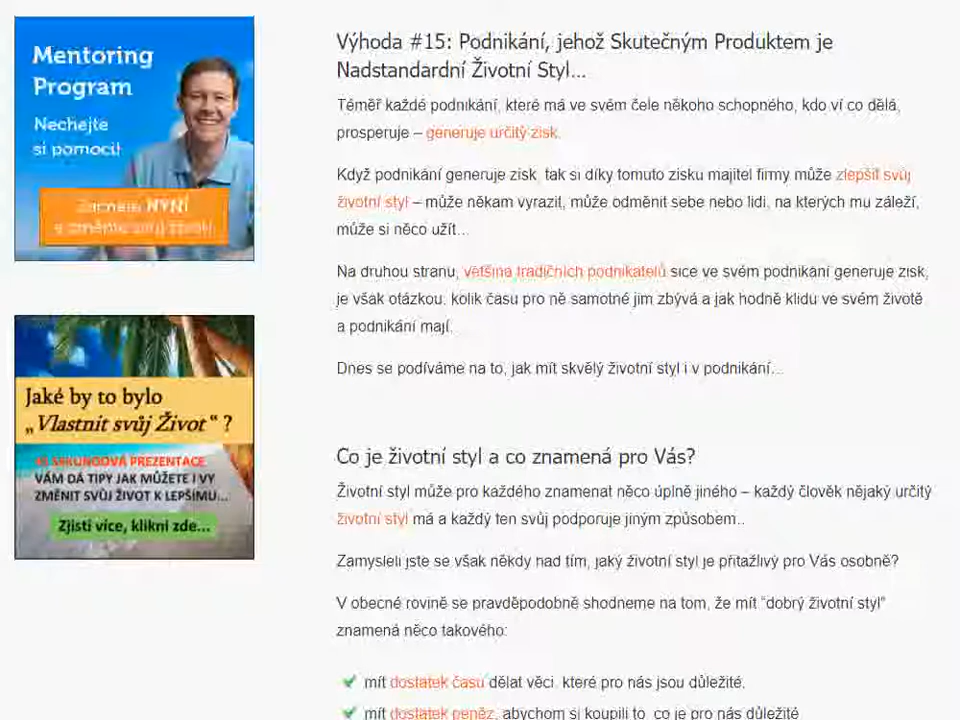 Mentoring
Program
Nechejte
si pomoci!
Začněte NYNÍ
a změňte svůj život!
Jaké by to bylo
„Vlastnit svůj Život“ ?
SEKUNDOVÁ PREZENTACE
VÁM DÁ TIPY JAK MŮŽETE I VY
ZMĚNIT SVŮJ ŽIVOT K LEPŠÍMU...
Zjisti více, klikni zde...
Výhoda #15: Podnikání, jehož Skutečným Produktem je
Nadstandardní Životní Styl…
Téměř každé podnikání, které má ve svém čele někoho schopného, kdo ví co dělá,
prosperuje – generuje určitý zisk.
Když podnikání generuje zisk, tak si díky tomuto zisku majitel firmy může zlepšit svůj
životní styl – může někam vyrazit, může odměnit sebe nebo lidi, na kterých mu záleží,
může si něco užít…
Na druhou stranu, většina tradičních podnikatelů sice ve svém podnikání generuje zisk,
je však otázkou, kolik času pro ně samotné jim zbývá a jak hodně klidu ve svém životě
a podnikání mají.
Dnes se podíváme na to, jak mít skvělý životní styl i v podnikání…
Co je životní styl a co znamená pro Vás?
Životní styl může pro každého znamenat něco úplně jiného – každý člověk nějaký určitý
životní styl má a každý ten svůj podporuje jiným způsobem..
Zamysleli jste se však někdy nad tím, jaký životní styl je přitažlivý pro Vás osobně?
V obecné rovině se pravděpodobně shodneme na tom, že mít “dobrý životní styl”
znamená něco takového:
mít dostatek času dělat věci, které pro nás jsou důležité,
mít dostatek peněz, abychom si koupili to, co je pro nás důležité